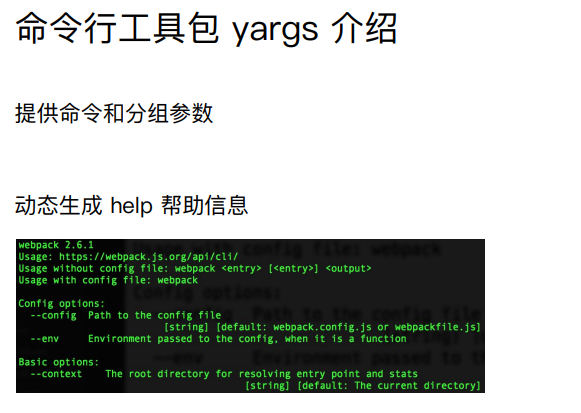 命令行工具包 yargs 介绍
提供命令和分组参数
动态生成 help 帮助信息
webpack 2.6.1
Usage: https://webpack.js.org/api/cli/
Usage without config file: webpack <entry> [<entry>] <output>
Usage with config file: webpack
Config options:
--config  Path to the config file
[string] [default: webpack.config.js or webpackfile.js]
--env     Environment passed to the config, when it is a function
Basic options:
--context    The root directory for resolving entry point and stats
[string] [default: The current directory]